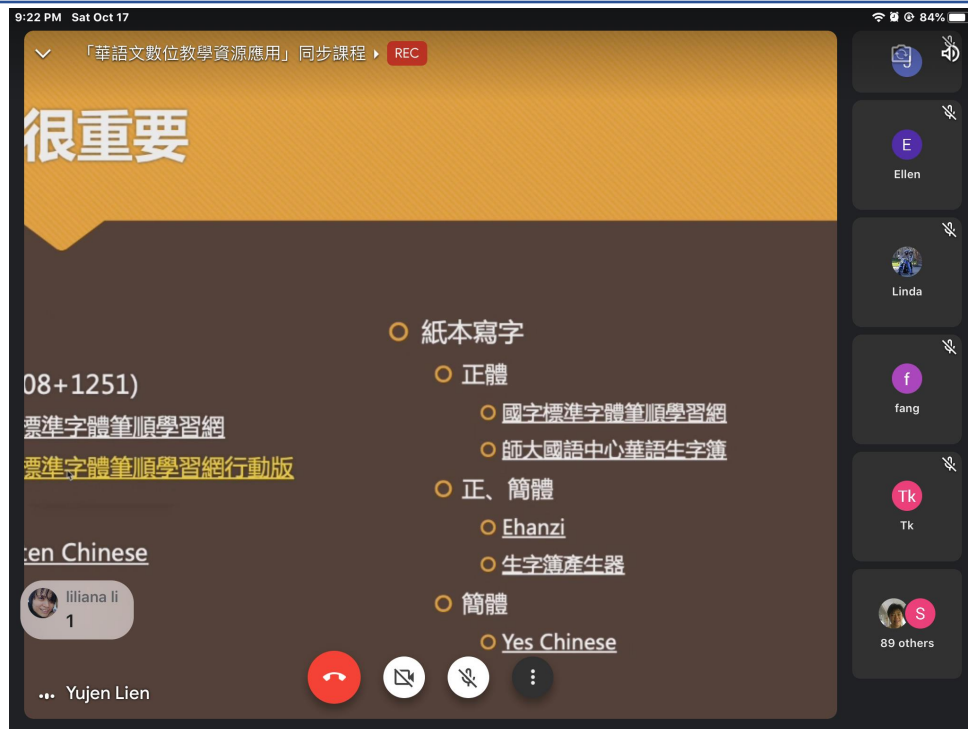 9:22 PM Sat Oct 17
84%
「華語文數位教學資源應用」同步課程
REC
很重要
08+1251)
標準字體筆順學習網
標準字體筆順學習網行動版
en Chinese
紙本寫字
正體
國字標準字體筆順學習網
師大國語中心華語生字簿
正、簡體
Ehanzi
生字簿產生器
簡體
Yes Chinese
liliana li
1
Yujen Lien
E
Ellen
Linda
f
fang
Tk
Tk
S
89 others